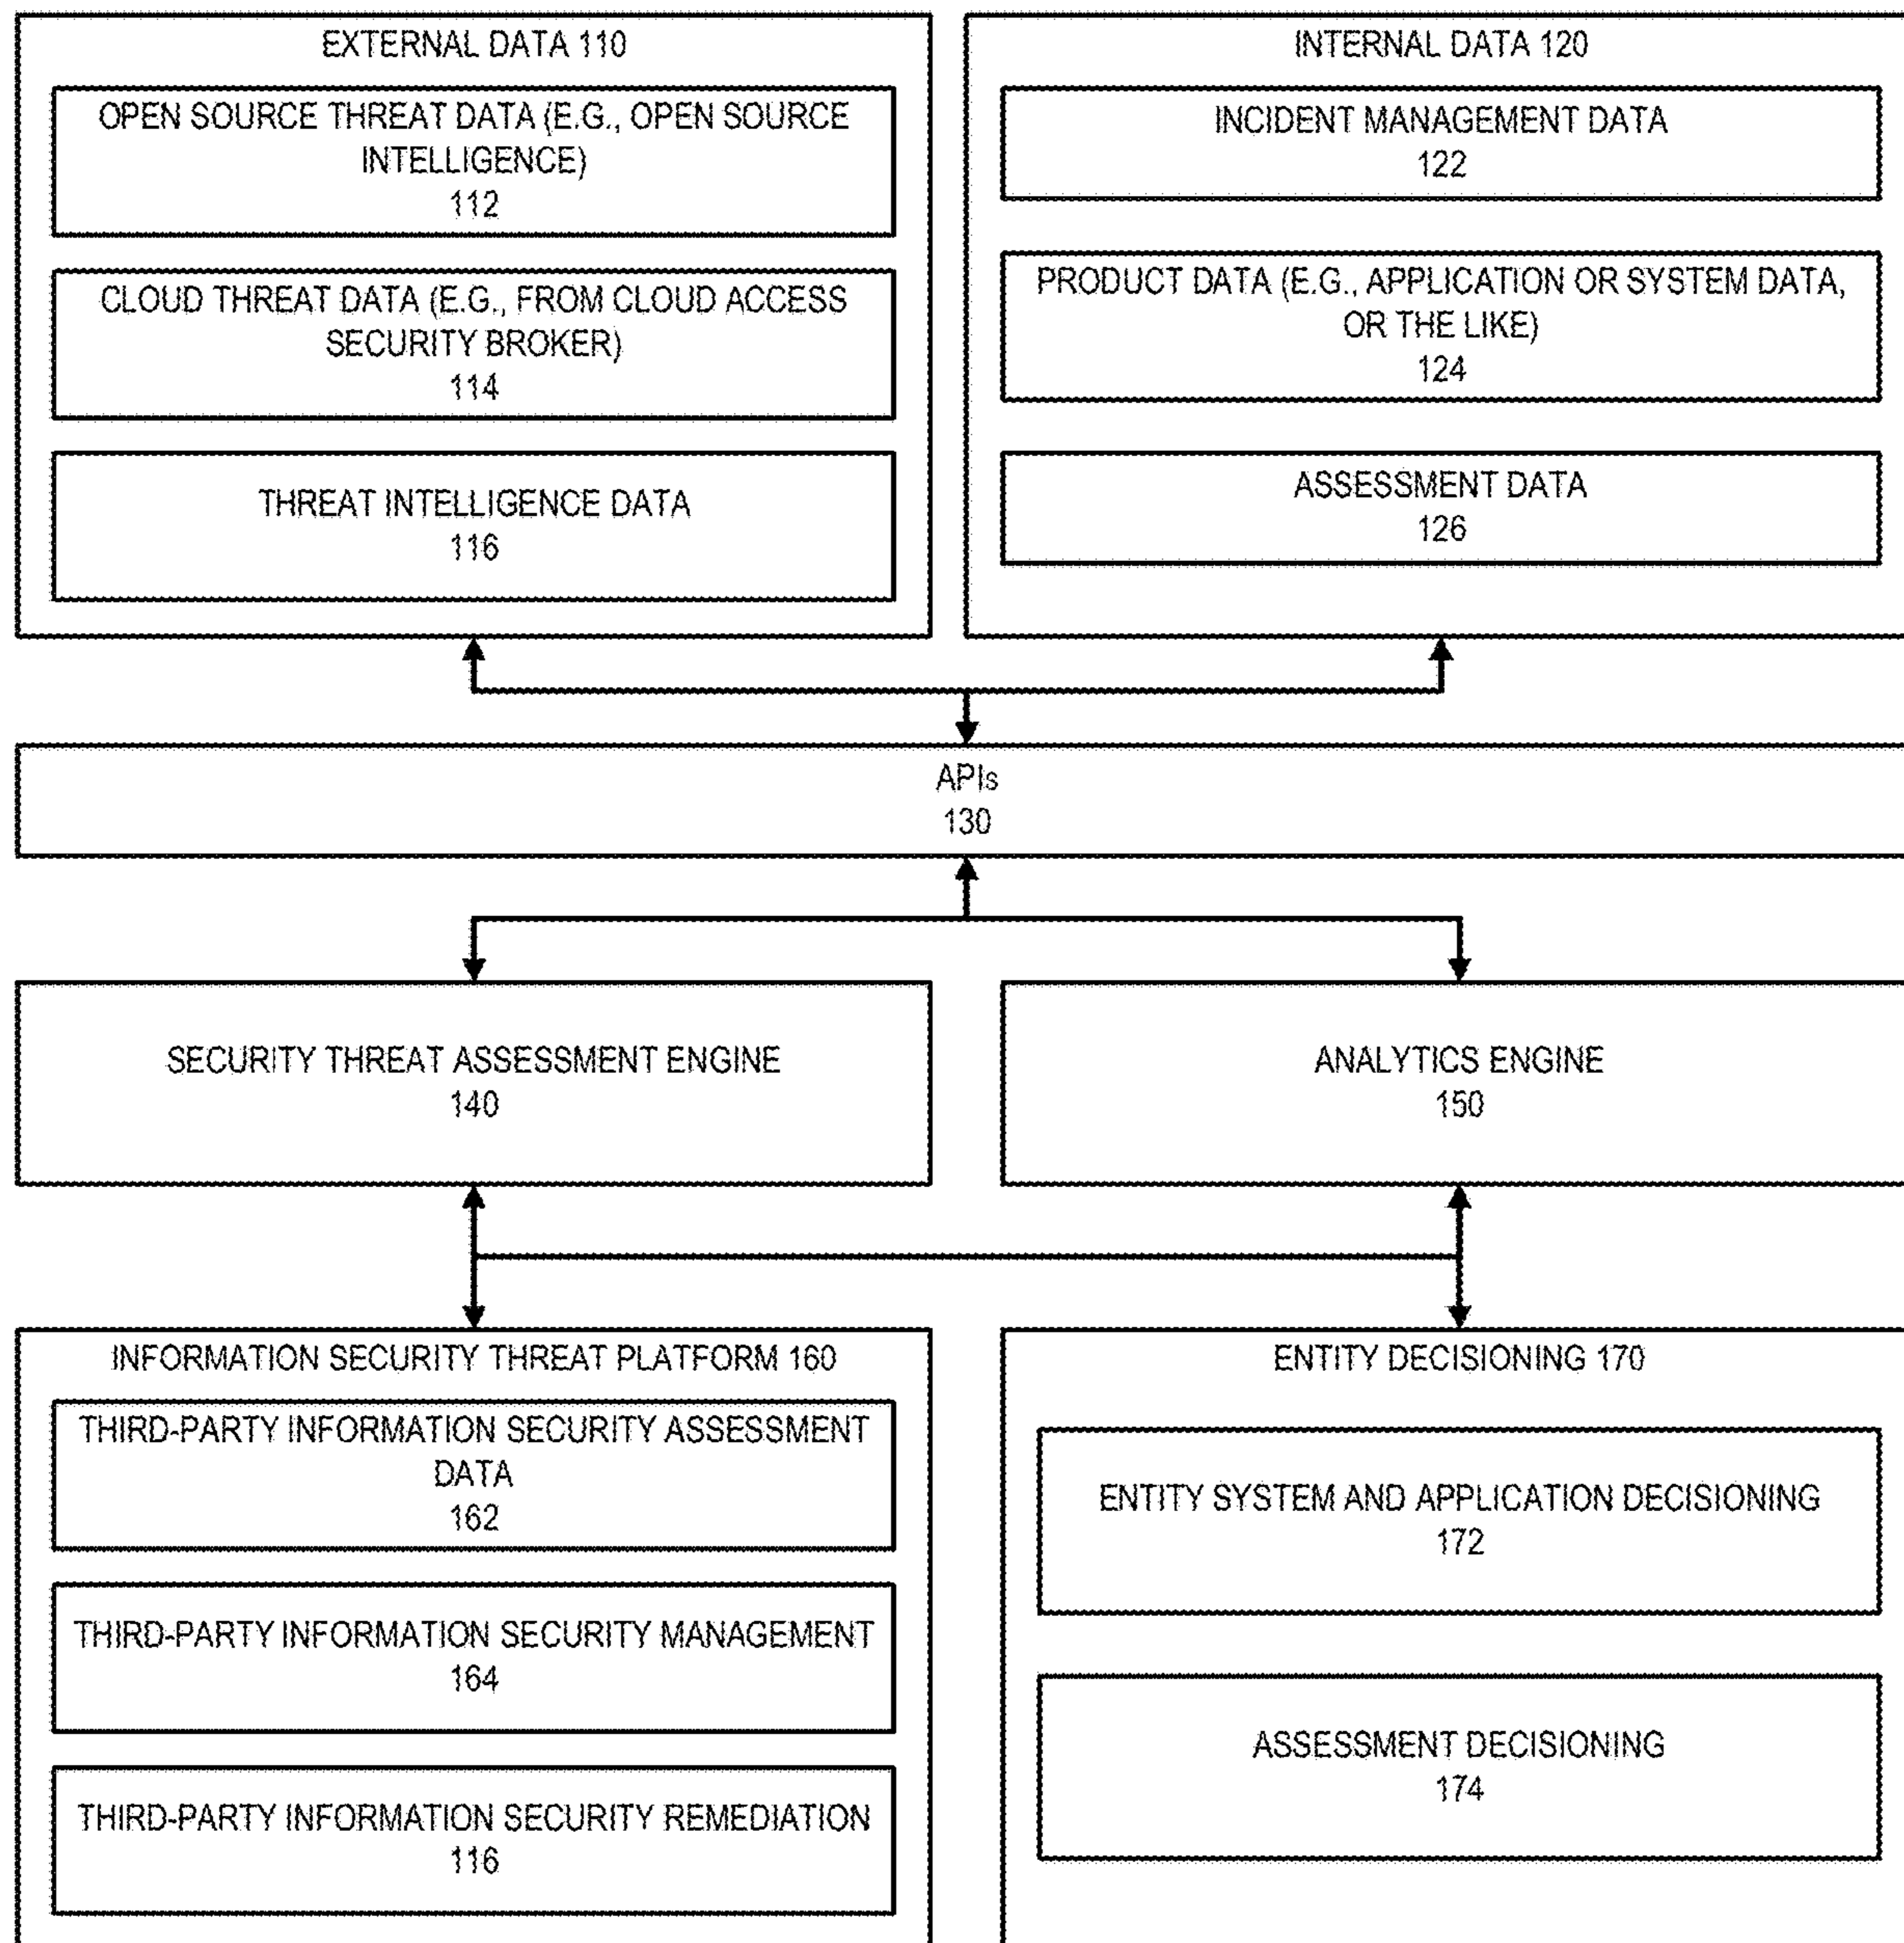 EXTERNAL DATA 110
OPEN SOURCE THREAT DATA (E.G., OPEN SOURCE
INTELLIGENCE)
112
CLOUD THREAT DATA (E.G., FROM CLOUD ACCESS
SECURITY BROKER)
114
THREAT INTELLIGENCE DATA
116
INTERNAL DATA 120
INCIDENT MANAGEMENT DATA
122
PRODUCT DATA (E.G., APPLICATION OR SYSTEM DATA,
OR THE LIKE)
124
ASSESSMENT DATA
126
APIs
130
SECURITY THREAT ASSESSMENT ENGINE
140
ANALYTICS ENGINE
150
INFORMATION SECURITY THREAT PLATFORM 160
THIRD-PARTY INFORMATION SECURITY ASSESSMENT
DATA
162
THIRD-PARTY INFORMATION SECURITY MANAGEMENT
164
THIRD-PARTY INFORMATION SECURITY REMEDIATION
116
ENTITY DECISIONING 170
ENTITY SYSTEM AND APPLICATION DECISIONING
172
ASSESSMENT DECISIONING
174